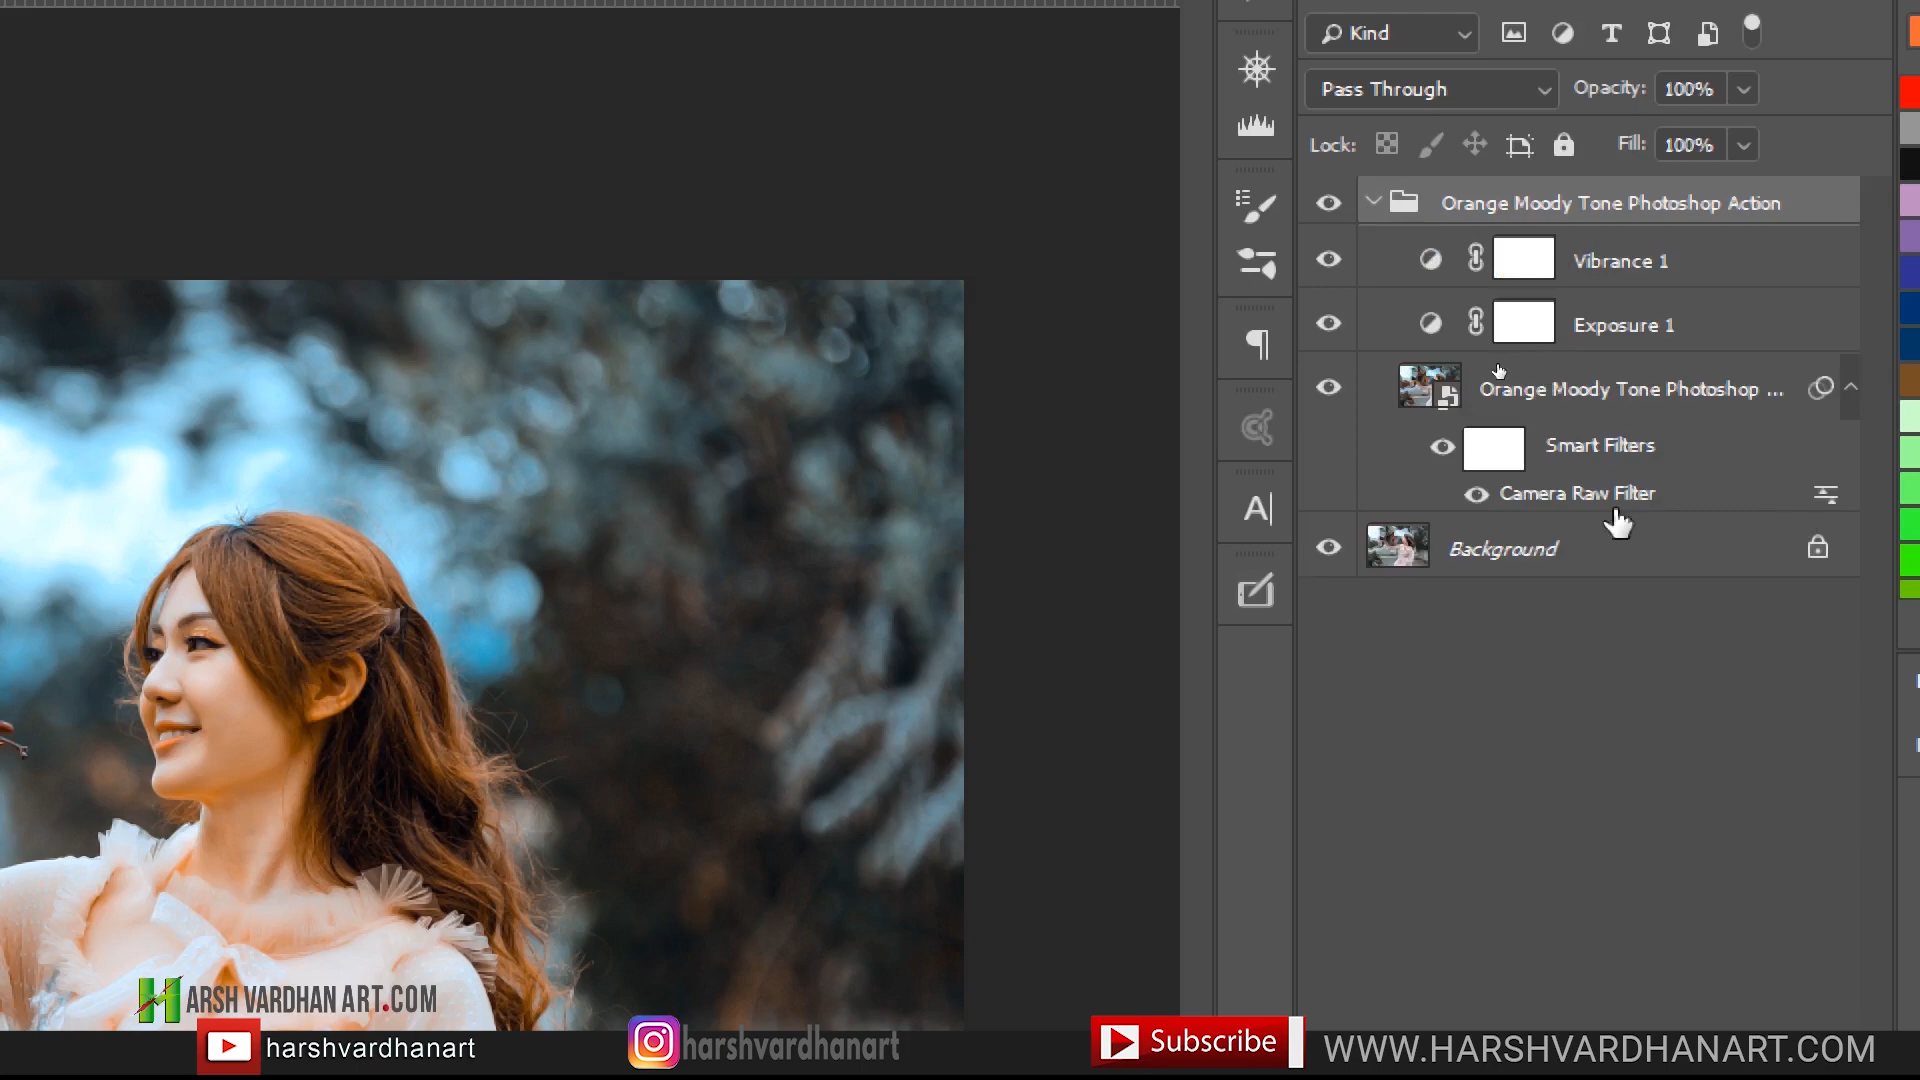 Kind
Pass Through
Opacity: 100%
Lock:
Fill: 100%
Orange Moody Tone Photoshop Action
Vibrance 1
Exposure 1
Orange Moody Tone Photoshop ...
Smart Filters
Camera Raw Filter
Background
HARSH VARDHAN ART.COM
harshvardhanart
harshvardhanart
Subscribe
WWW.HARSHVARDHANART.COM